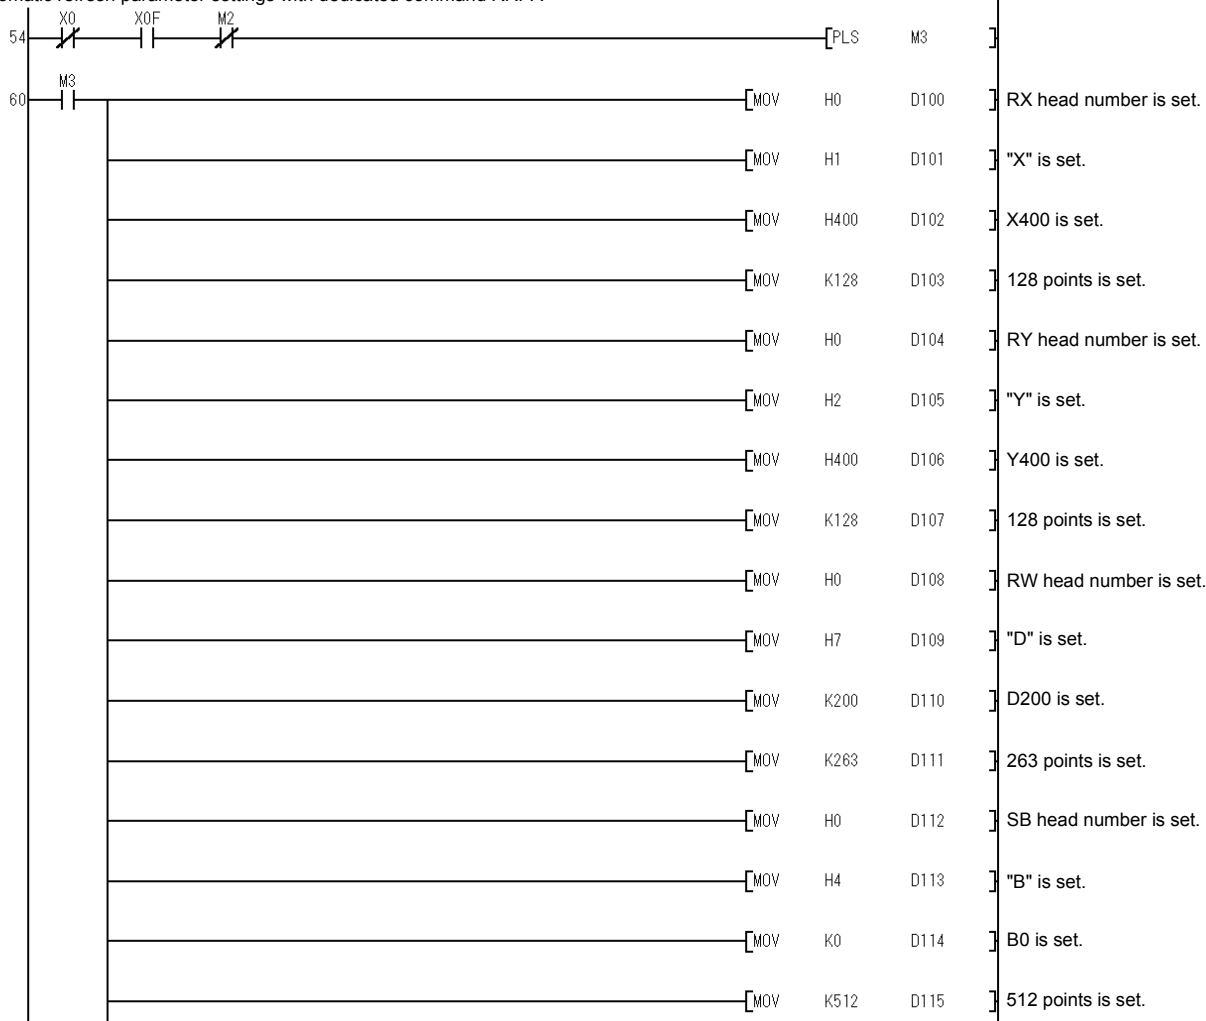 X0 X0F M2
54 [PLS M3 ]
M3
60 [MOV H0 D100 ] RX head number is set.
[MOV H1 D101 ] "X" is set.
[MOV H400 D102 ] X400 is set.
[MOV K128 D103 ] 128 points is set.
[MOV H0 D104 ] RY head number is set.
[MOV H2 D105 ] "Y" is set.
[MOV H400 D106 ] Y400 is set.
[MOV K128 D107 ] 128 points is set.
[MOV H0 D108 ] RW head number is set.
[MOV H7 D109 ] "D" is set.
[MOV K200 D110 ] D200 is set.
[MOV K263 D111 ] 263 points is set.
[MOV H0 D112 ] SB head number is set.
[MOV H4 D113 ] "B" is set.
[MOV K0 D114 ] B0 is set.
[MOV K512 D115 ] 512 points is set.